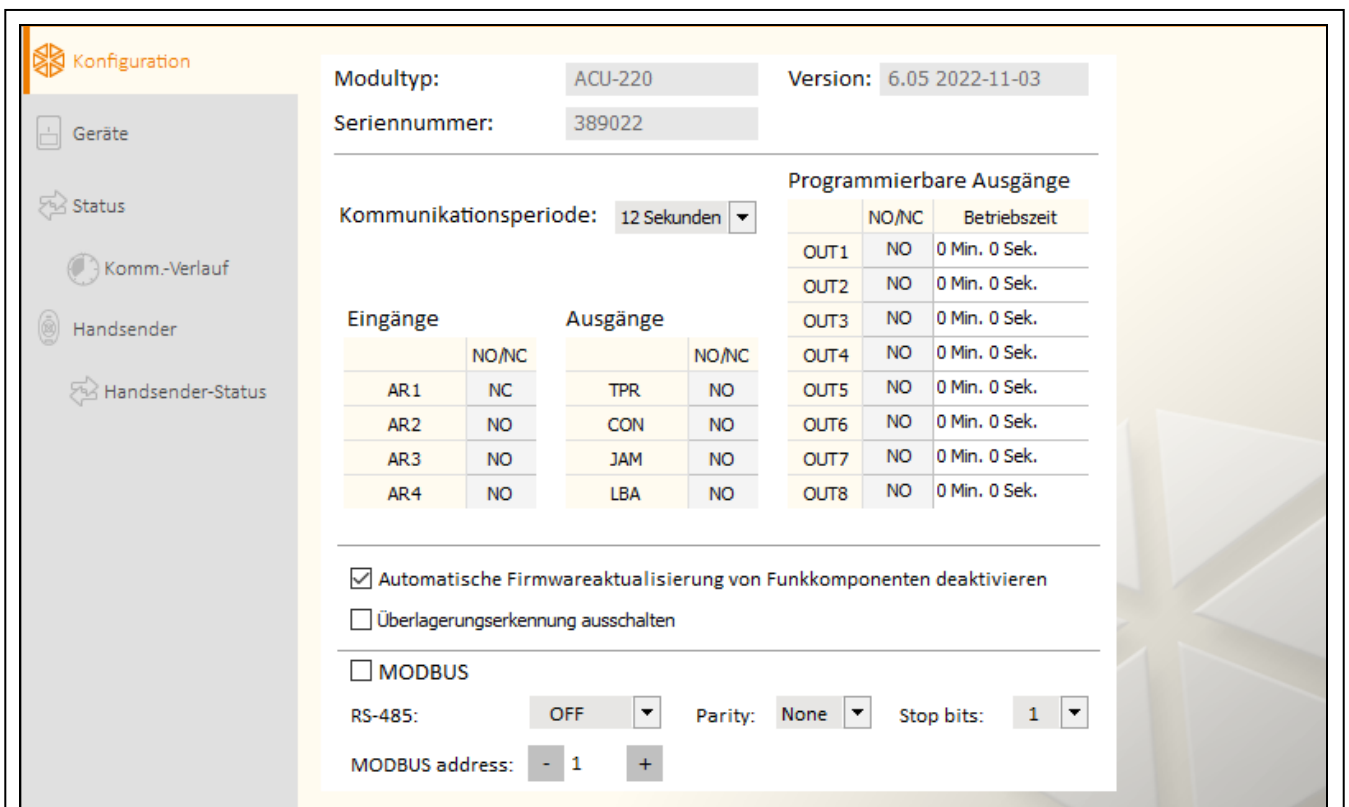 Konfiguration
Geräte
Status
Komm.-Verlauf
Handsender
Handsender-Status
Modultyp: ACU-220 Version: 6.05 2022-11-03
Seriennummer: 389022
Kommunikationsperiode: 12 Sekunden
Programmierbare Ausgänge
NO/NC Betriebszeit
OUT1 NO 0 Min. 0 Sek.
OUT2 NO 0 Min. 0 Sek.
OUT3 NO 0 Min. 0 Sek.
OUT4 NO 0 Min. 0 Sek.
OUT5 NO 0 Min. 0 Sek.
OUT6 NO 0 Min. 0 Sek.
OUT7 NO 0 Min. 0 Sek.
OUT8 NO 0 Min. 0 Sek.
Eingänge
NO/NC
AR1 NC
AR2 NO
AR3 NO
AR4 NO
Ausgänge
NO/NC
TPR NO
CON NO
JAM NO
LBA NO
Automatische Firmwareaktualisierung von Funkkomponenten deaktivieren
Überlagerungserkennung ausschalten
MODBUS
RS-485: OFF Parity: None Stop bits: 1
MODBUS address: - 1 +